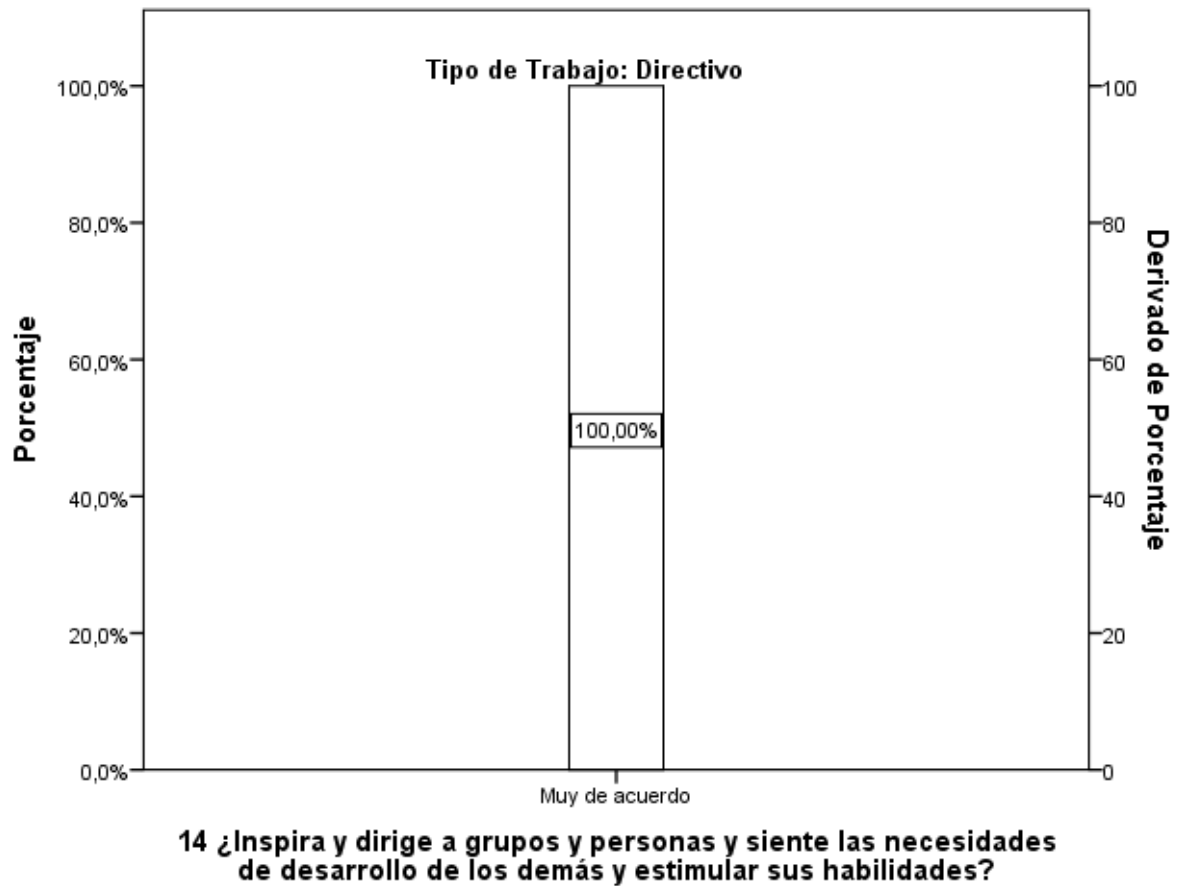 Tipo de Trabajo: Directivo
100,0%
80,0%
60,0%
40,0%
20,0%
0,0%
Porcentaje
100,00%
100
80
60
40
20
0
Derivado de Porcentaje
Muy de acuerdo
14 ¿Inspira y dirige a grupos y personas y siente las necesidades
de desarrollo de los demás y estimular sus habilidades?